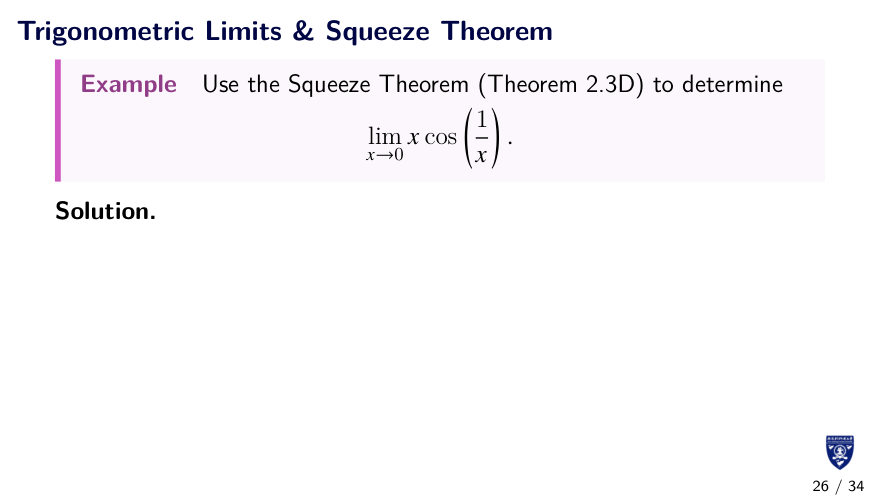 Trigonometric Limits & Squeeze Theorem
Example Use the Squeeze Theorem (Theorem 2.3D) to determine
lim x→0 x cos (1/x) .
Solution.
26 / 34